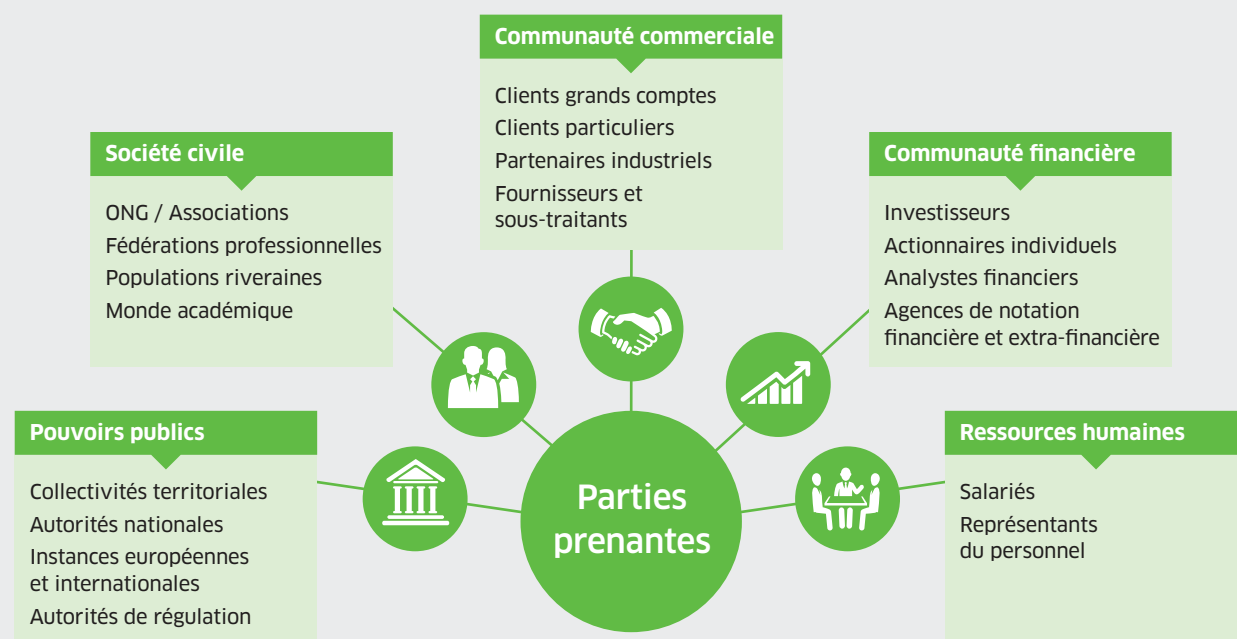 Communauté commerciale
Clients grands comptes
Clients particuliers
Partenaires industriels
Fournisseurs et
sous-traitants
Société civile
ONG / Associations
Fédérations professionnelles
Populations riveraines
Monde académique
Communauté financière
Investisseurs
Actionnaires individuels
Analystes financiers
Agences de notation
financière et extra-financière
Pouvoirs publics
Collectivités territoriales
Autorités nationales
Instances européennes
et internationales
Autorités de régulation
Parties
prenantes
Ressources humaines
Salariés
Représentants
du personnel